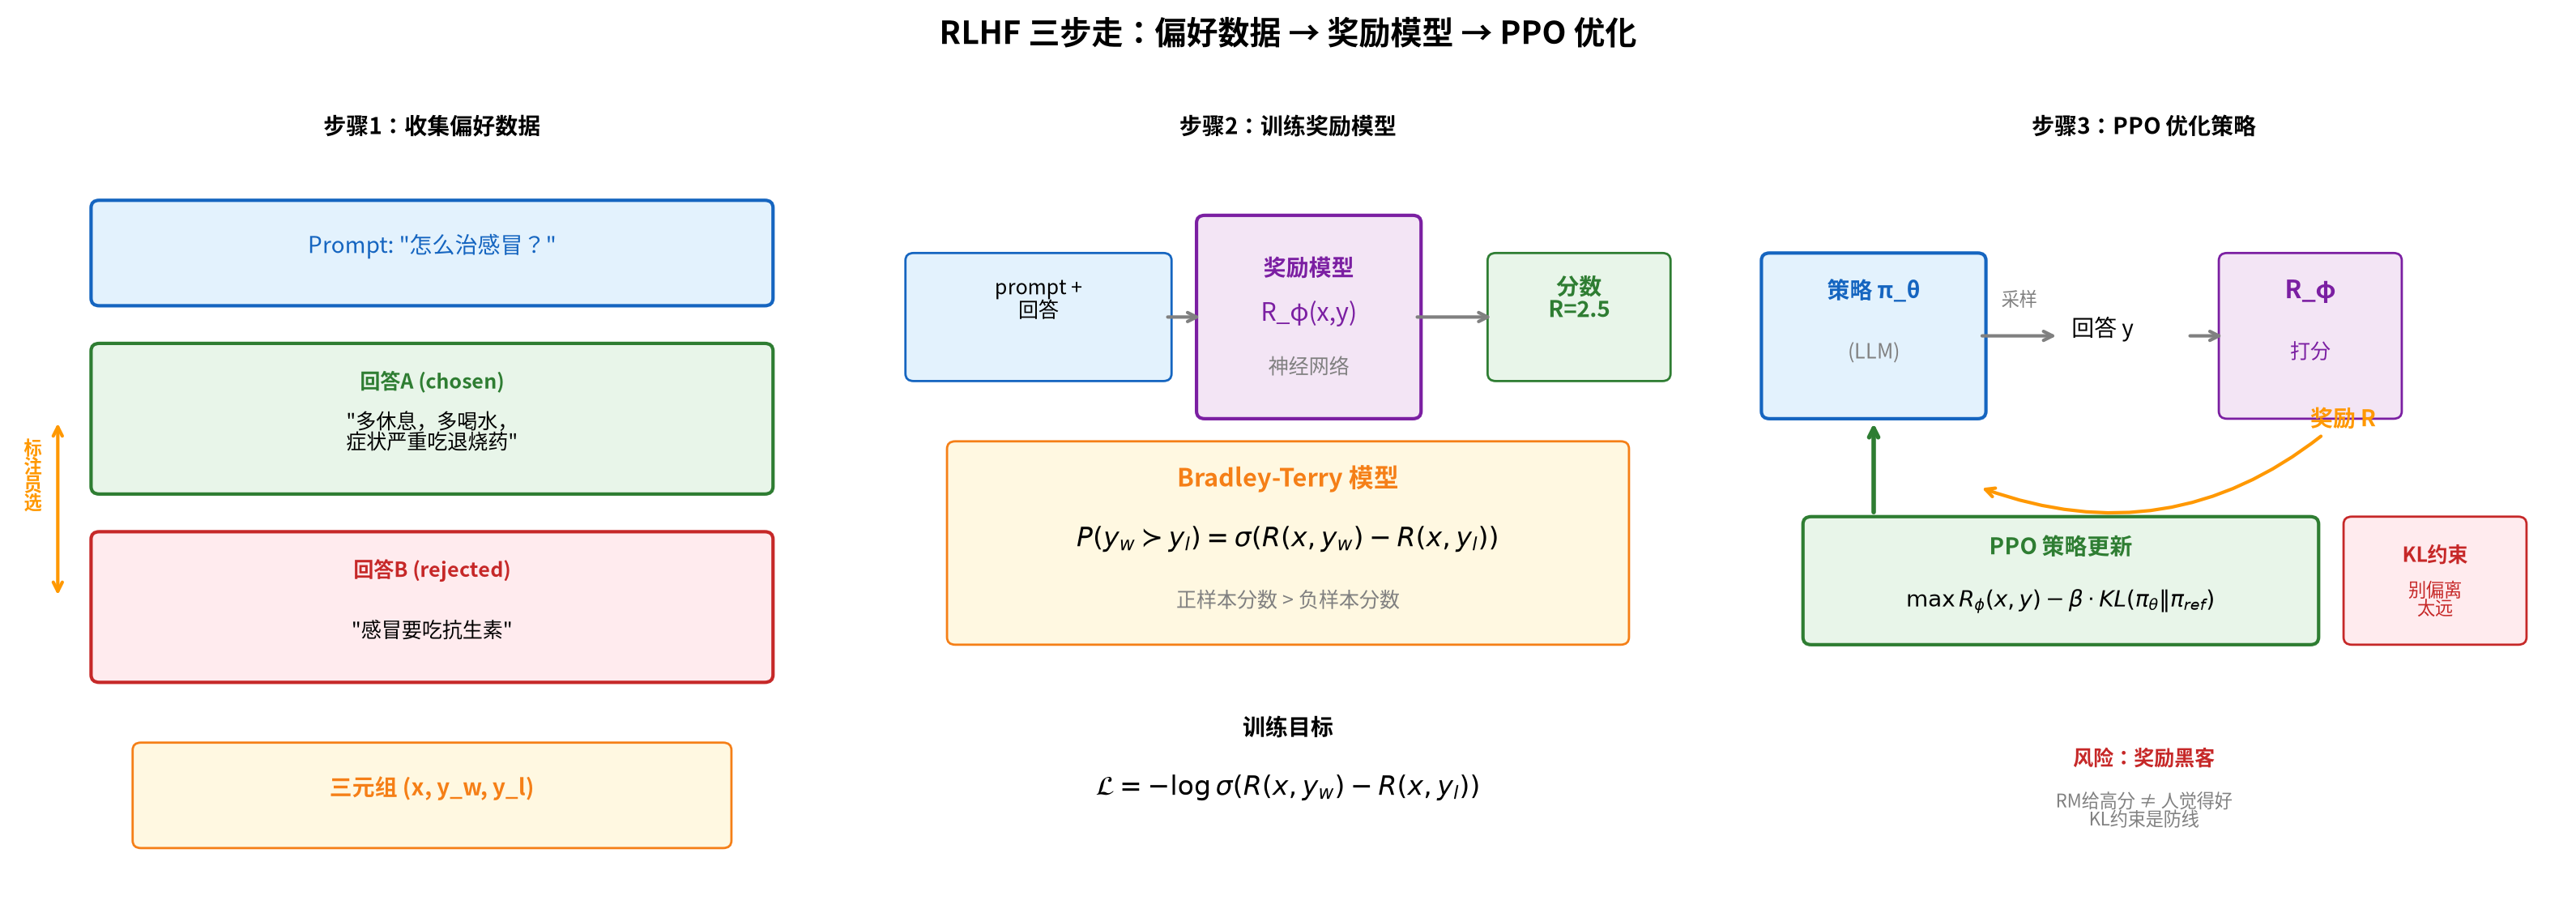 RLHF 三步走：偏好数据 → 奖励模型 → PPO 优化
步骤1：收集偏好数据
Prompt: "怎么治感冒？"
回答A (chosen)
"多休息，多喝水，
症状严重吃退烧药"
标注员选
回答B (rejected)
"感冒要吃抗生素"
三元组 (x, y_w, y_l)
步骤2：训练奖励模型
prompt +
回答
奖励模型
R_φ(x,y)
神经网络
分数
R=2.5
Bradley-Terry 模型
P(y_w ≻ y_l) = σ(R(x, y_w) − R(x, y_l))
正样本分数 > 负样本分数
训练目标
ℒ = −log σ(R(x, y_w) − R(x, y_l))
步骤3：PPO 优化策略
策略 π_θ
(LLM)
采样
回答 y
R_φ
打分
奖励 R
PPO 策略更新
max R_ϕ(x, y) − β · KL(π_θ‖π_ref)
KL约束
别偏离
太远
风险：奖励黑客
RM给高分 ≠ 人觉得好
KL约束是防线